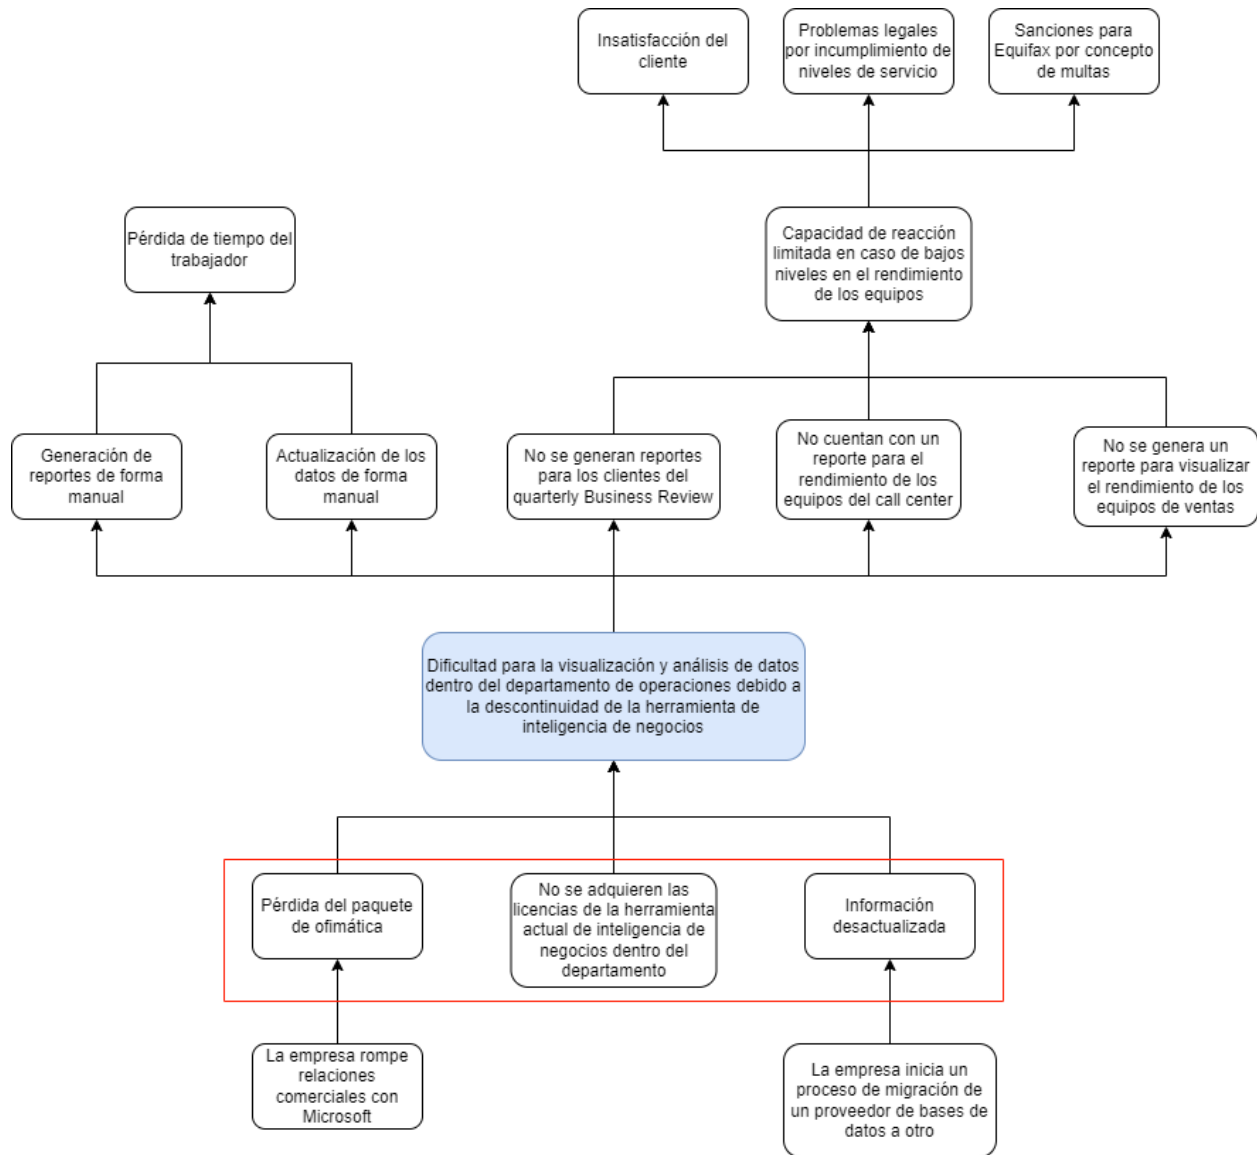 Insatisfacción del
cliente
Problemas legales
por incumplimiento de
niveles de servicio
Sanciones para
Equifax por concepto
de multas
Pérdida de tiempo del
trabajador
Capacidad de reacción
limitada en caso de bajos
niveles en el rendimiento
de los equipos
Generación de
reportes de forma
manual
Actualización de los
datos de forma
manual
No se generan reportes
para los clientes del
quarterly Business Review
No cuentan con un
reporte para el
rendimiento de los
equipos del call center
No se genera un
reporte para visualizar
el rendimiento de los
equipos de ventas
Dificultad para la visualización y análisis de datos
dentro del departamento de operaciones debido a
la descontinuidad de la herramienta de
inteligencia de negocios
Pérdida del paquete
de ofimática
No se adquieren las
licencias de la herramienta
actual de inteligencia de
negocios dentro del
departamento
Información
desactualizada
La empresa rompe
relaciones
comerciales con
Microsoft
La empresa inicia un
proceso de migración de
un proveedor de bases de
datos a otro